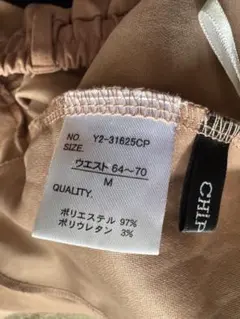 NO. Y2-31625CP
SIZE.
ウエスト 64～70
M
QUALITY.
ポリエステル 97%
ポリウレタン 3%
CHiP